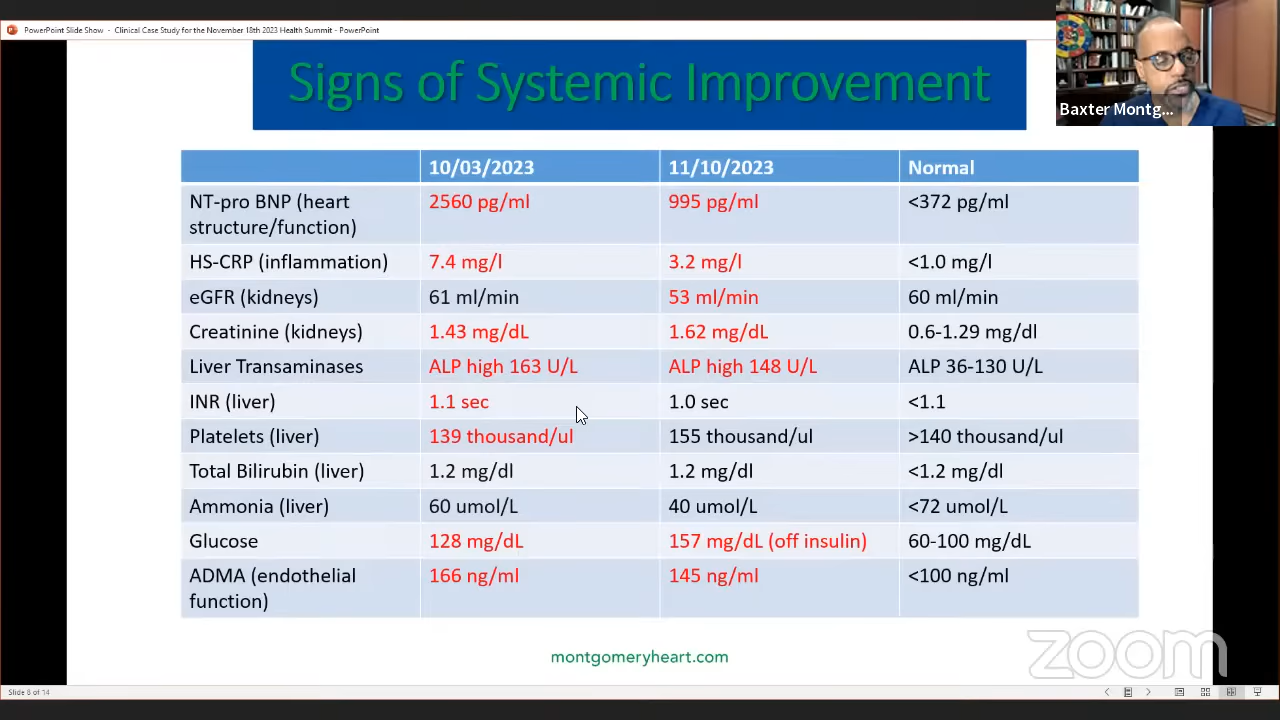 PowerPoint Slide Show - Clinical Case Study for the November 18th 2023 Health Summit - PowerPoint
Signs of Systemic Improvement
Baxter Montg...
10/03/2023 11/10/2023 Normal
NT-pro BNP (heart structure/function) 2560 pg/ml 995 pg/ml <372 pg/ml
HS-CRP (inflammation) 7.4 mg/l 3.2 mg/l <1.0 mg/l
eGFR (kidneys) 61 ml/min 53 ml/min 60 ml/min
Creatinine (kidneys) 1.43 mg/dL 1.62 mg/dL 0.6-1.29 mg/dl
Liver Transaminases ALP high 163 U/L ALP high 148 U/L ALP 36-130 U/L
INR (liver) 1.1 sec 1.0 sec <1.1
Platelets (liver) 139 thousand/ul 155 thousand/ul >140 thousand/ul
Total Bilirubin (liver) 1.2 mg/dl 1.2 mg/dl <1.2 mg/dl
Ammonia (liver) 60 umol/L 40 umol/L <72 umol/L
Glucose 128 mg/dL 157 mg/dL (off insulin) 60-100 mg/dL
ADMA (endothelial function) 166 ng/ml 145 ng/ml <100 ng/ml
montgomeryheart.com
zoom
Slide 6 of 14